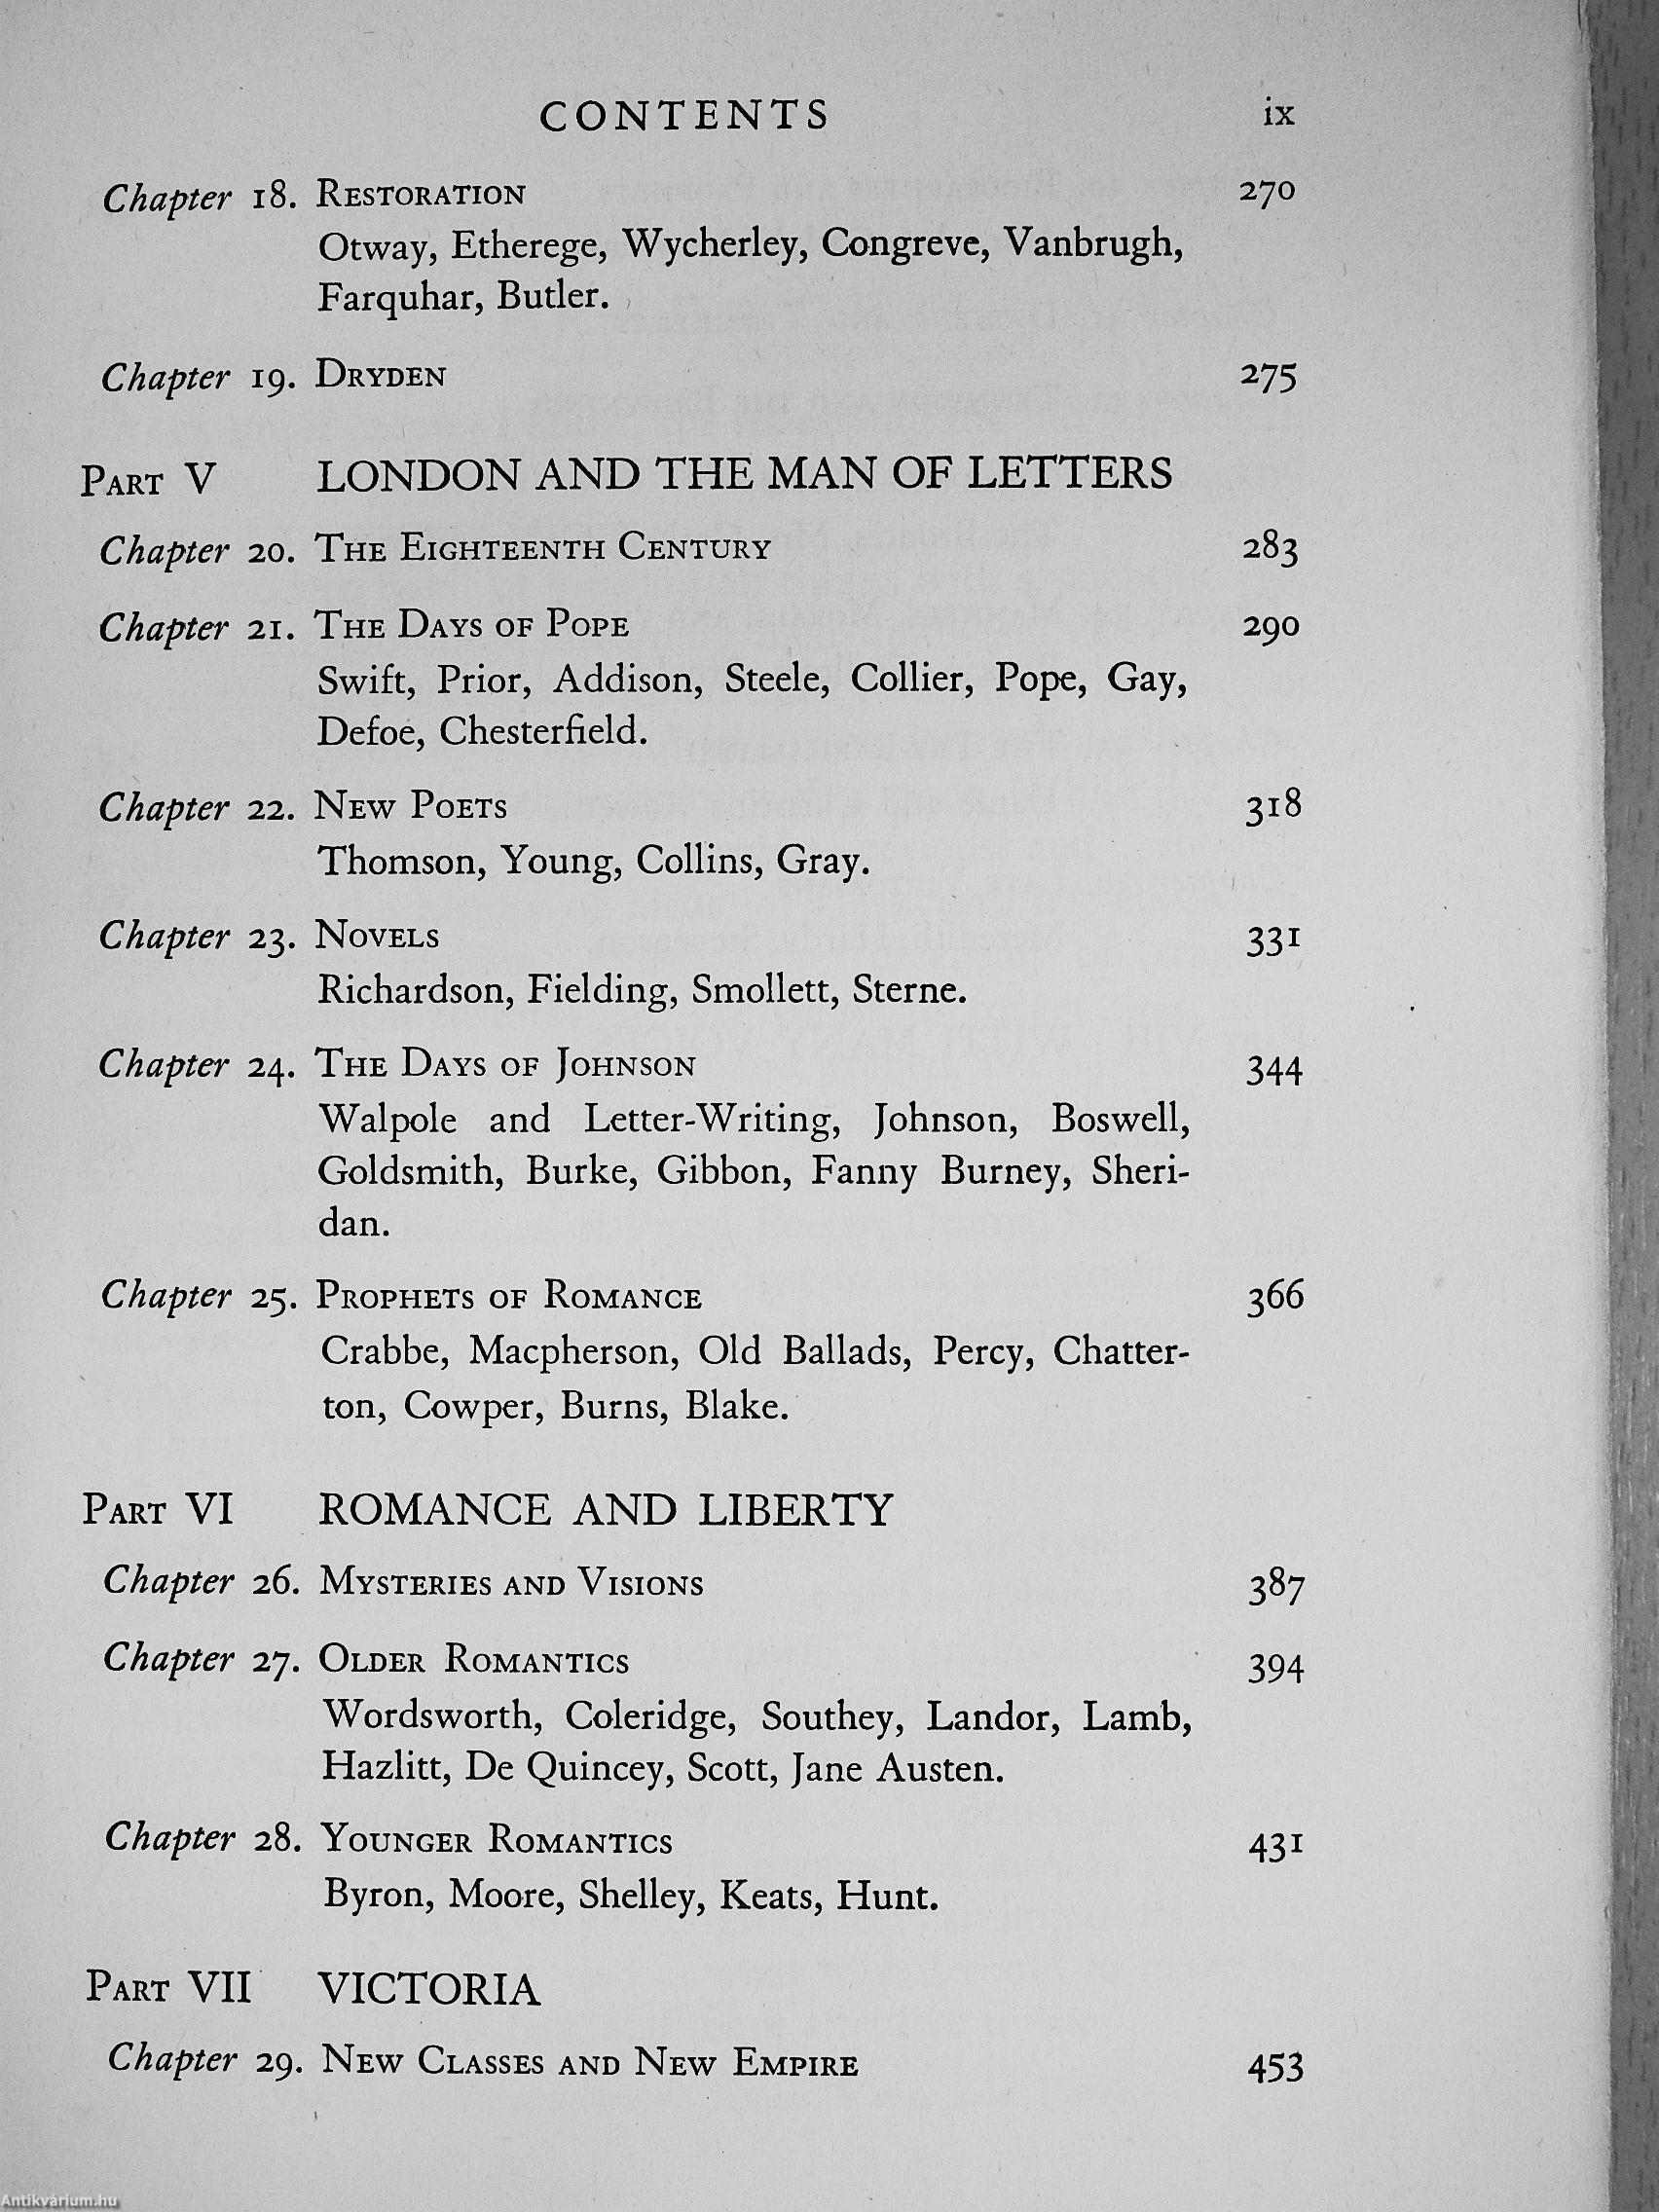 CONTENTS ix
Chapter 18. RESTORATION 270
Otway, Etherege, Wycherley, Congreve, Vanbrugh,
Farquhar, Butler.
Chapter 19. DRYDEN 275
PART V LONDON AND THE MAN OF LETTERS
Chapter 20. THE EIGHTEENTH CENTURY 283
Chapter 21. THE DAYS OF POPE 290
Swift, Prior, Addison, Steele, Collier, Pope, Gay,
Defoe, Chesterfield.
Chapter 22. NEW POETS 318
Thomson, Young, Collins, Gray.
Chapter 23. NOVELS 331
Richardson, Fielding, Smollett, Sterne.
Chapter 24. THE DAYS OF JOHNSON 344
Walpole and Letter-Writing, Johnson, Boswell,
Goldsmith, Burke, Gibbon, Fanny Burney, Sheri-
dan.
Chapter 25. PROPHETS OF ROMANCE 366
Crabbe, Macpherson, Old Ballads, Percy, Chatter-
ton, Cowper, Burns, Blake.
PART VI ROMANCE AND LIBERTY
Chapter 26. MYSTERIES AND VISIONS 387
Chapter 27. OLDER ROMANTICS 394
Wordsworth, Coleridge, Southey, Landor, Lamb,
Hazlitt, De Quincey, Scott, Jane Austen.
Chapter 28. YOUNGER ROMANTICS 431
Byron, Moore, Shelley, Keats, Hunt.
PART VII VICTORIA
Chapter 29. NEW CLASSES AND NEW EMPIRE 453
Antikvárium.hu